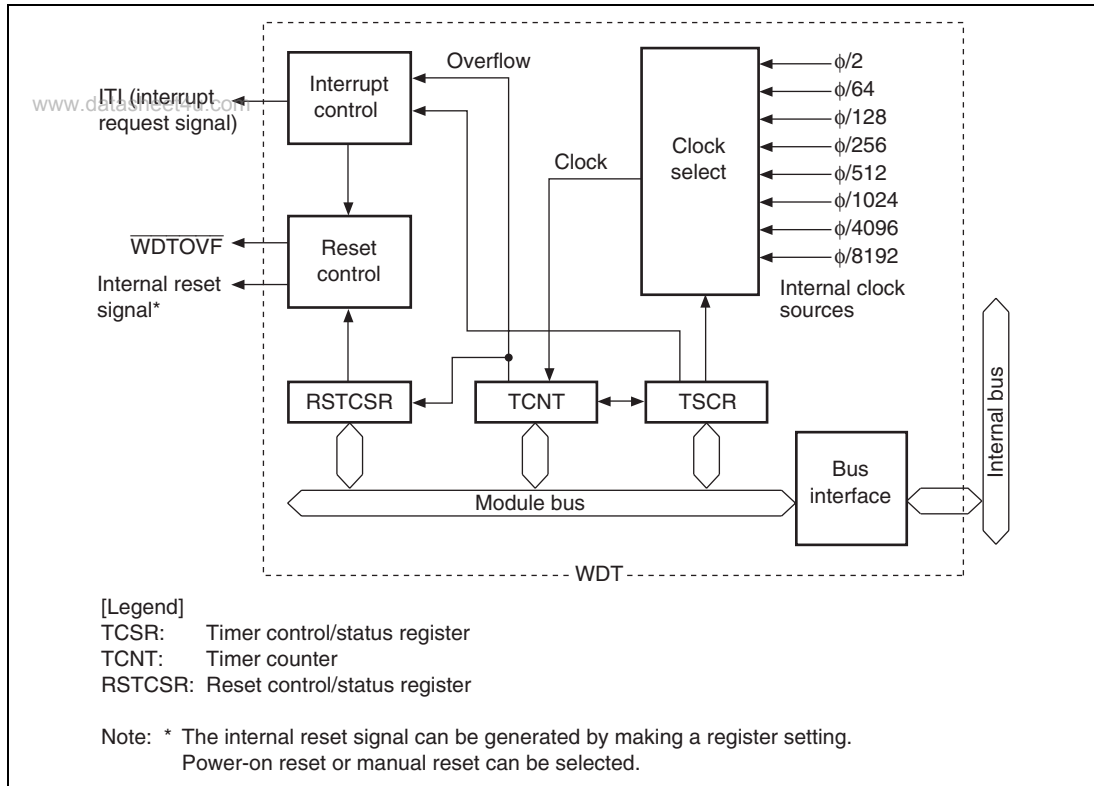 Overflow
Interrupt
control
www.datasheet4u.com
ITI (interrupt
request signal)
Clock
select
Clock
φ/2
φ/64
φ/128
φ/256
φ/512
φ/1024
φ/4096
φ/8192
Internal clock
sources
WDTOVF
Reset
control
Internal reset
signal*
RSTCSR
TCNT
TSCR
Internal bus
Bus
interface
Module bus
WDT
[Legend]
TCSR: Timer control/status register
TCNT: Timer counter
RSTCSR: Reset control/status register
Note: * The internal reset signal can be generated by making a register setting.
Power-on reset or manual reset can be selected.